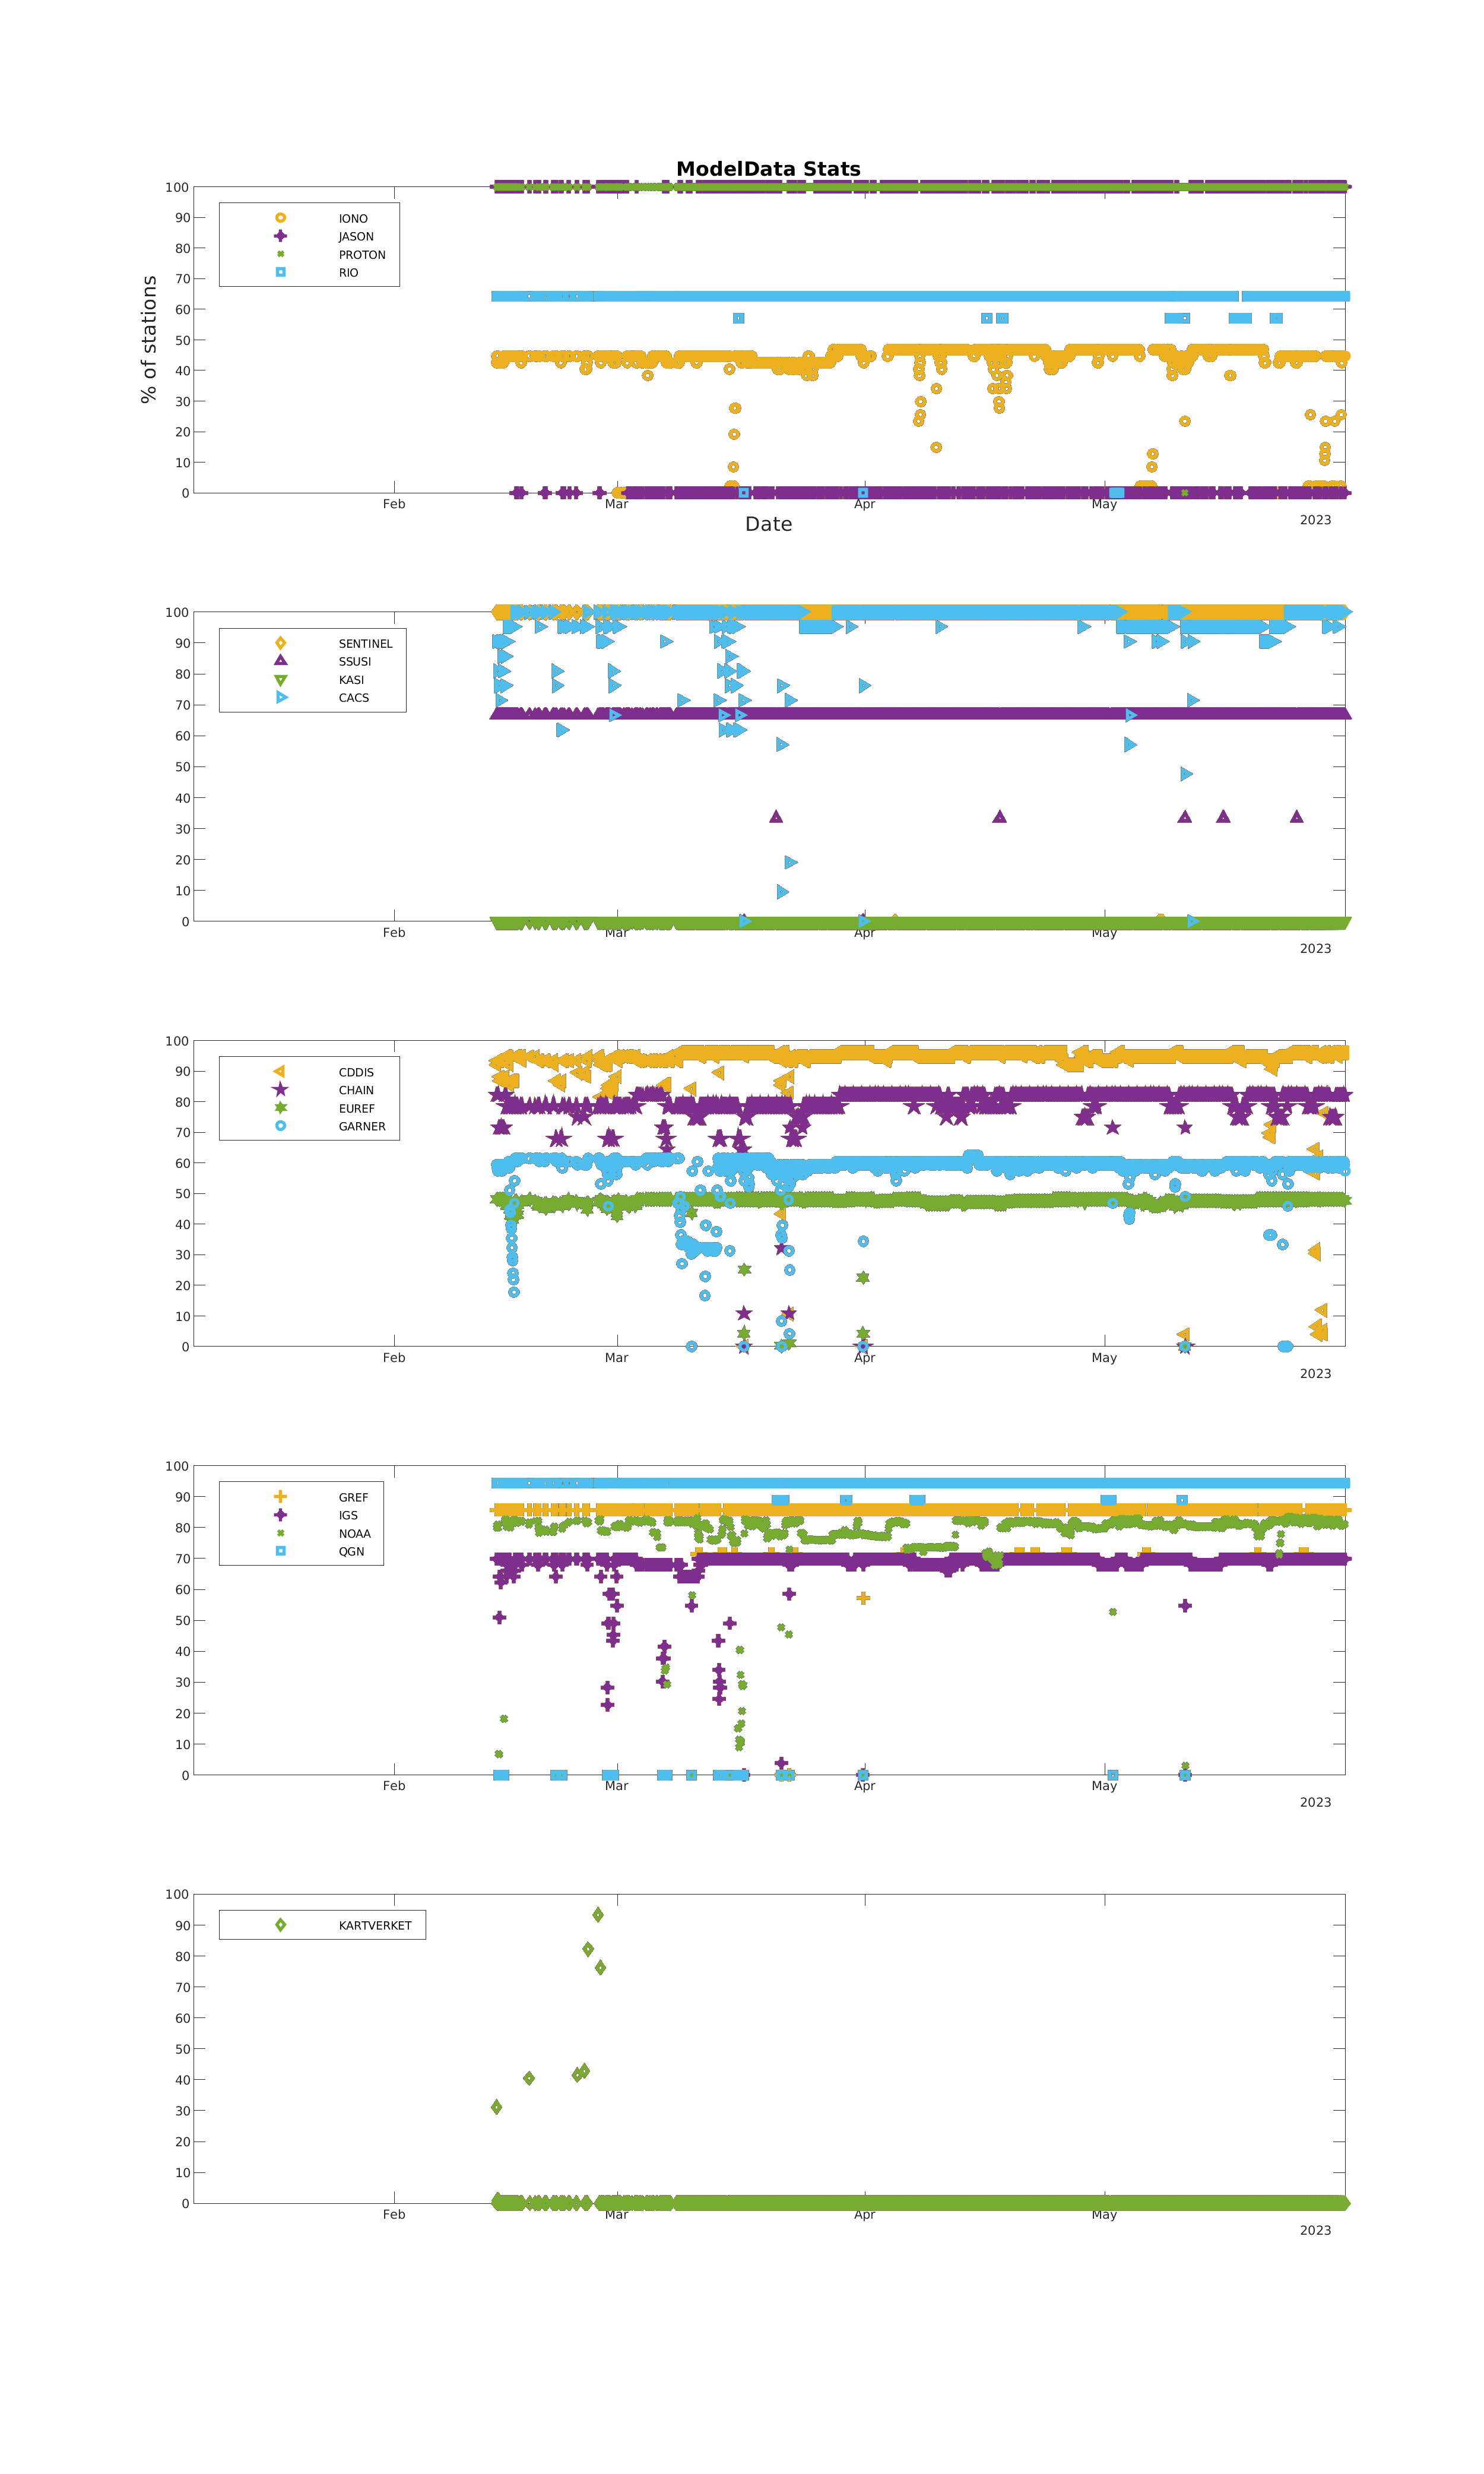 ModelData Stats
% of stations
100
90
80
70
60
50
40
30
20
10
0
IONO
JASON
PROTON
RIO
Feb Mar Apr May
2023
Date
100
90
80
70
60
50
40
30
20
10
0
SENTINEL
SSUSI
KASI
CACS
Feb Mar Apr May
2023
100
90
80
70
60
50
40
30
20
10
0
CDDIS
CHAIN
EUREF
GARNER
Feb Mar Apr May
2023
100
90
80
70
60
50
40
30
20
10
0
GREF
IGS
NOAA
QGN
Feb Mar Apr May
2023
100
90
80
70
60
50
40
30
20
10
0
KARTVERKET
Feb Mar Apr May
2023